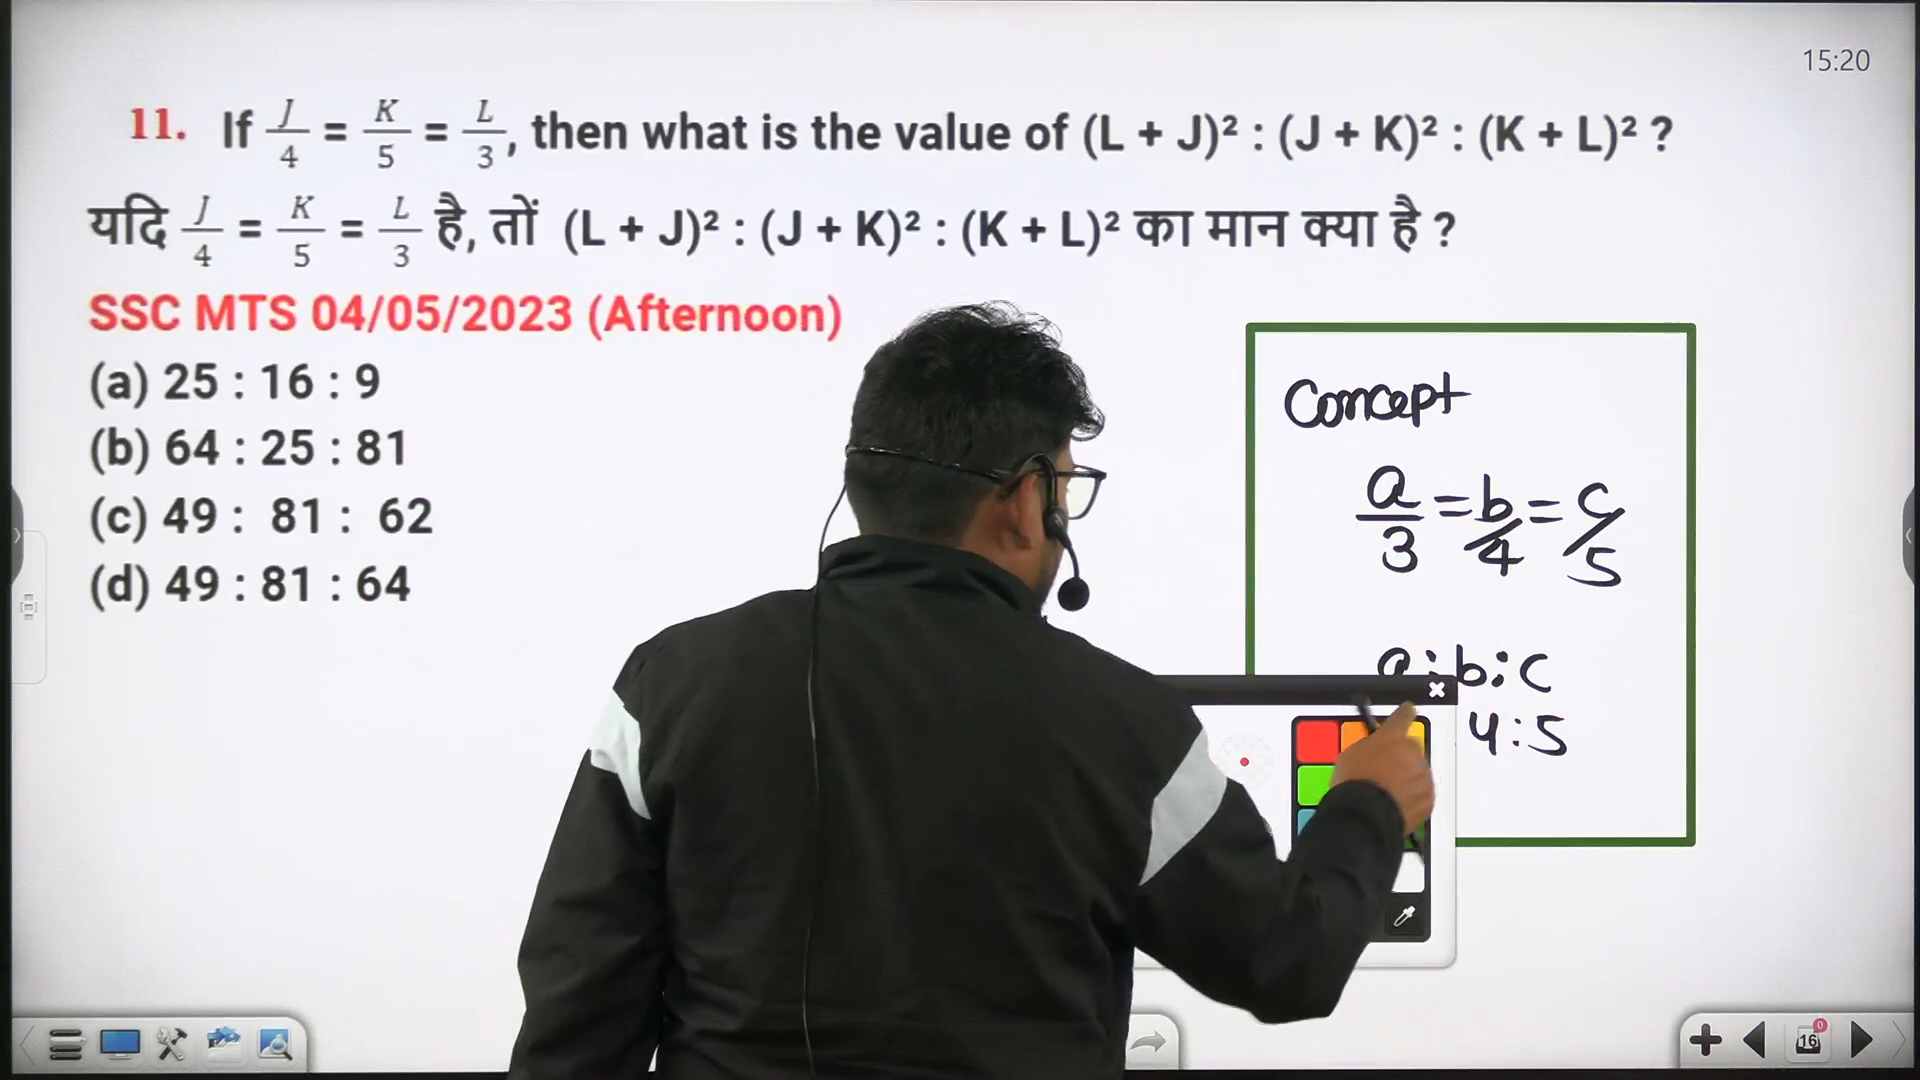 15:20
11. If J/4 = K/5 = L/3, then what is the value of (L + J)² : (J + K)² : (K + L)² ?
यदि J/4 = K/5 = L/3 है, तों (L + J)² : (J + K)² : (K + L)² का मान क्या है ?
SSC MTS 04/05/2023 (Afternoon)
(a) 25 : 16 : 9
(b) 64 : 25 : 81
(c) 49 : 81 : 62
(d) 49 : 81 : 64
Concept
a/3 = b/4 = c/5
a : b : c
4 : 5
16
0